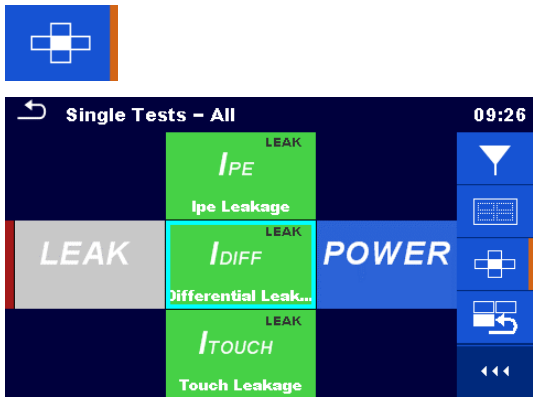 Single Tests – All 09:26
LEAK
IPE
Ipe Leakage
LEAK
LEAK
IDIFF
Differential Leak...
POWER
LEAK
ITOUCH
Touch Leakage